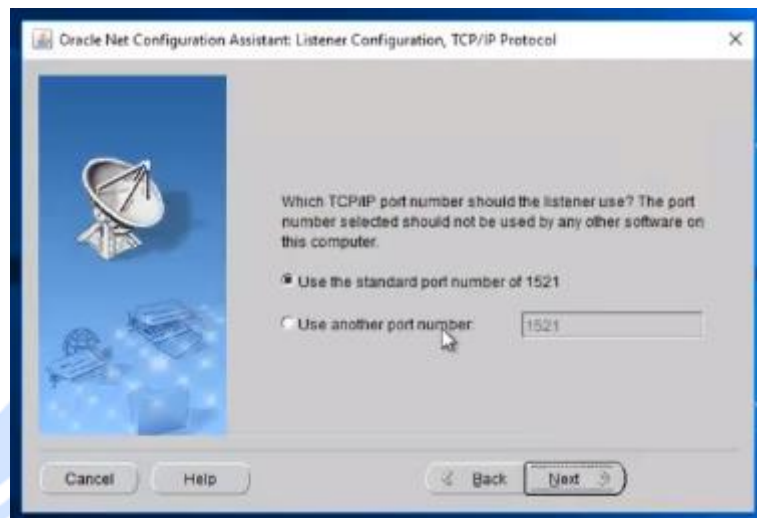 Oracle Net Configuration Assistant: Listener Configuration, TCP/IP Protocol
Which TCP/IP port number should the listener use? The port
number selected should not be used by any other software on
this computer.
Use the standard port number of 1521
Use another port number:
1521
Cancel
Help
Back
Next